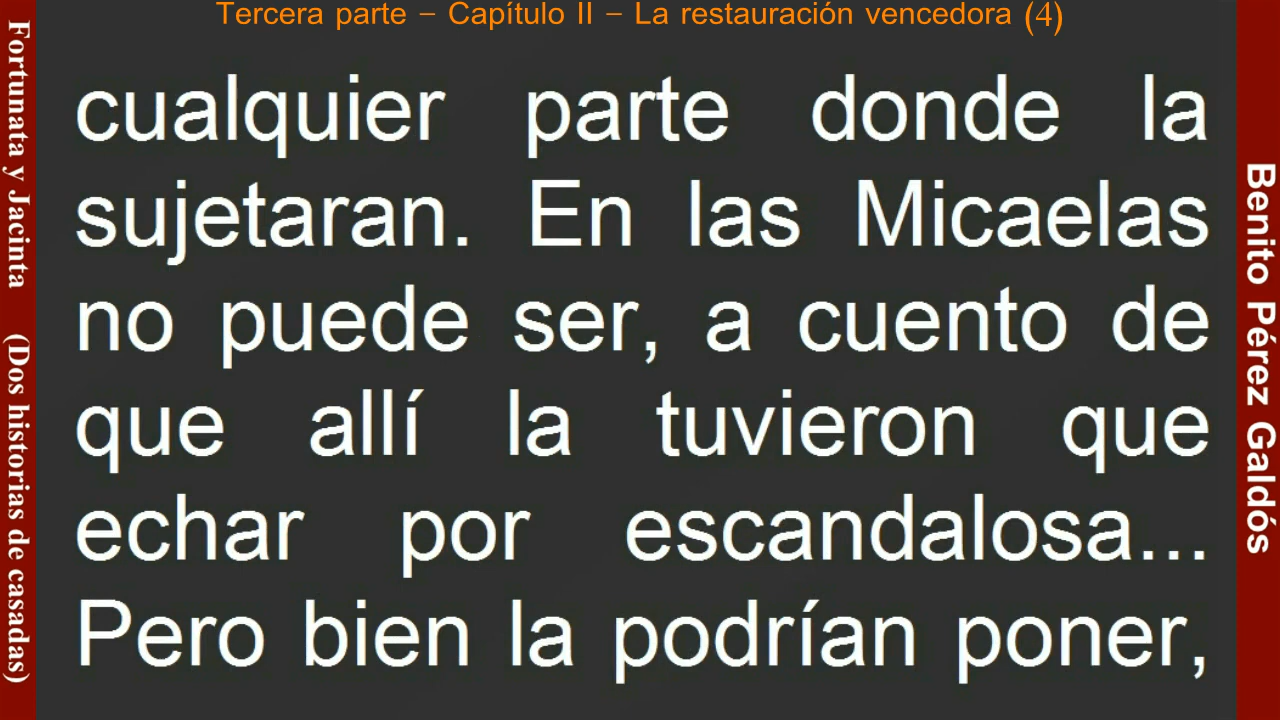 Tercera parte – Capítulo II – La restauración vencedora (4)
Fortunata y Jacinta (Dos historias de casadas)
cualquier parte donde la
sujetaran. En las Micaelas
no puede ser, a cuento de
que allí la tuvieron que
echar por escandalosa...
Pero bien la podrían poner,
Benito Pérez Galdós